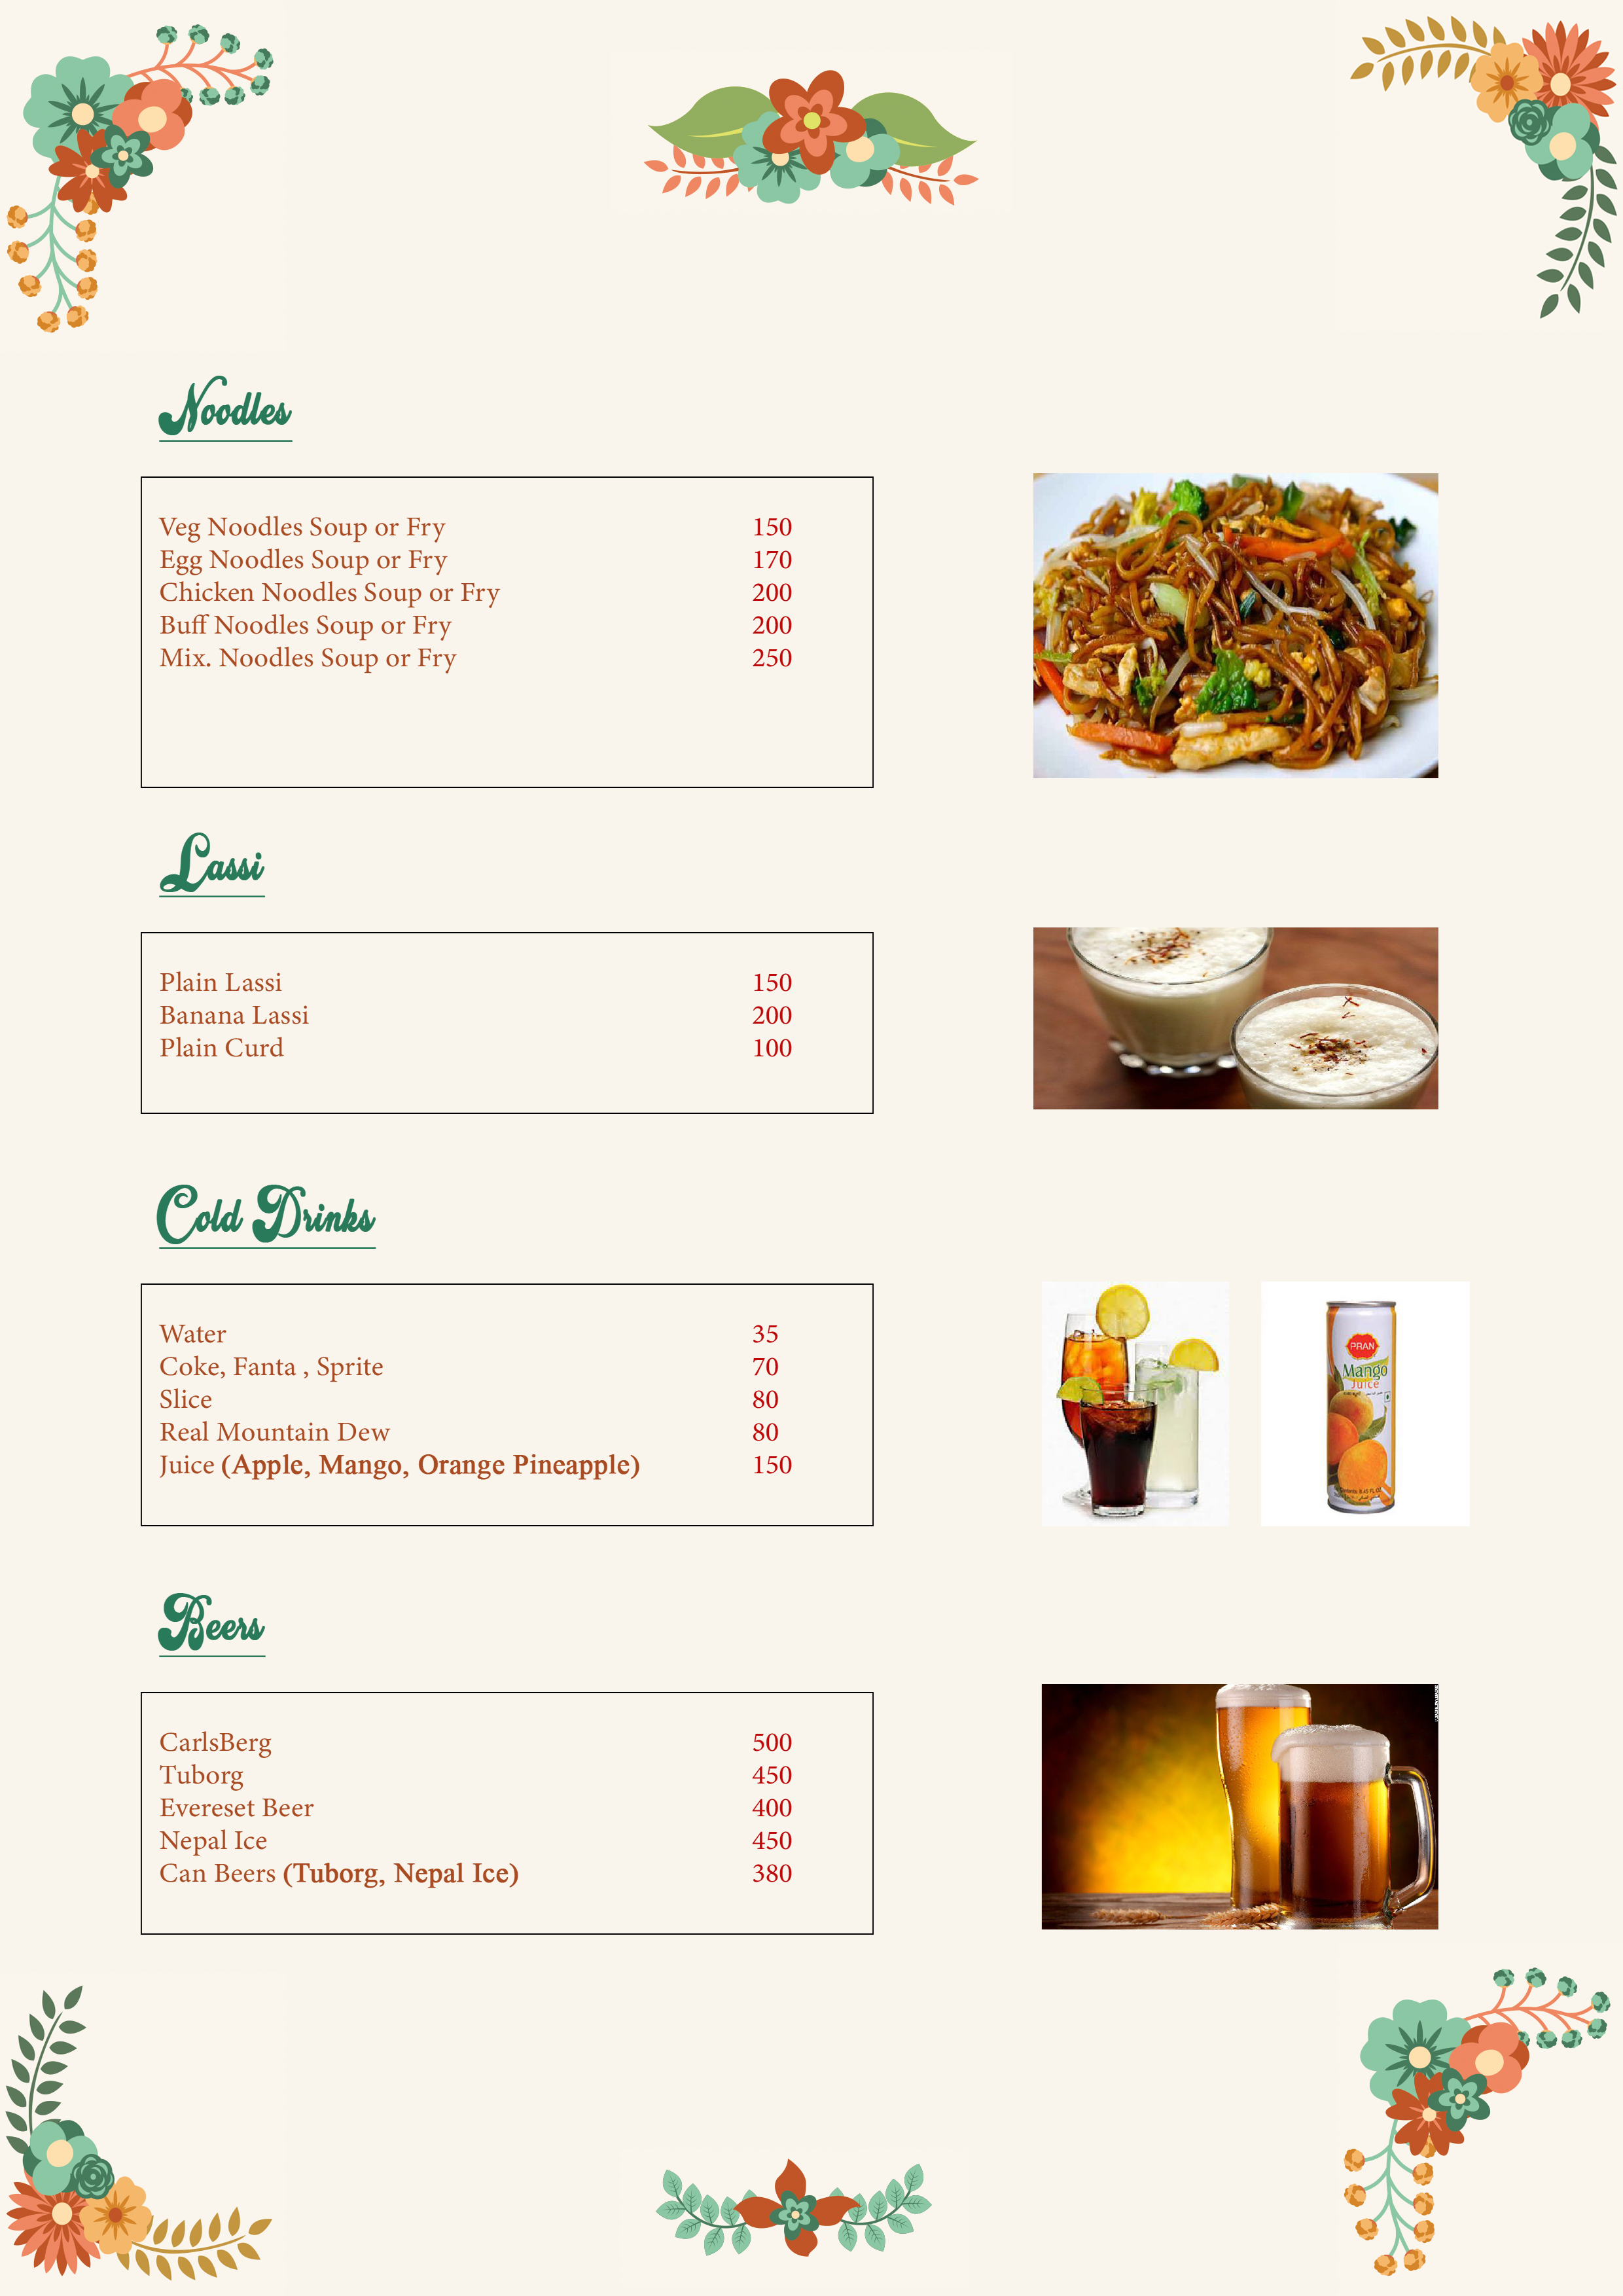 Noodles
Veg Noodles Soup or Fry 150
Egg Noodles Soup or Fry 170
Chicken Noodles Soup or Fry 200
Buff Noodles Soup or Fry 200
Mix. Noodles Soup or Fry 250
Lassi
Plain Lassi 150
Banana Lassi 200
Plain Curd 100
Cold Drinks
Water 35
Coke, Fanta , Sprite 70
Slice 80
Real Mountain Dew 80
Juice (Apple, Mango, Orange Pineapple) 150
PRAN
Mango
Juice
Beers
CarlsBerg 500
Tuborg 450
Evereset Beer 400
Nepal Ice 450
Can Beers (Tuborg, Nepal Ice) 380